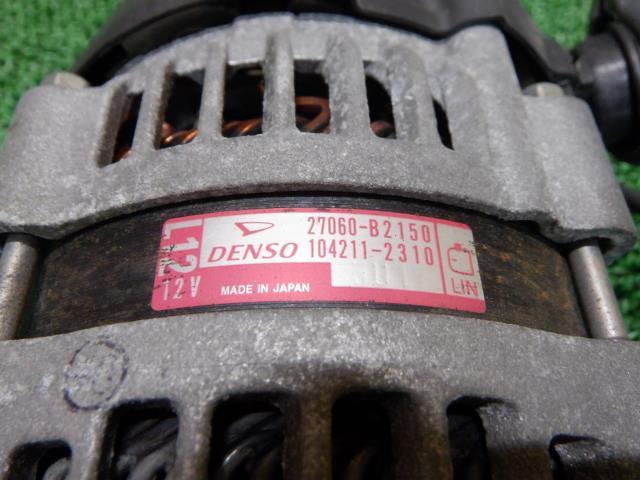 L12
12V
27060-B2150
DENSO 104211-2310
MADE IN JAPAN
LIN